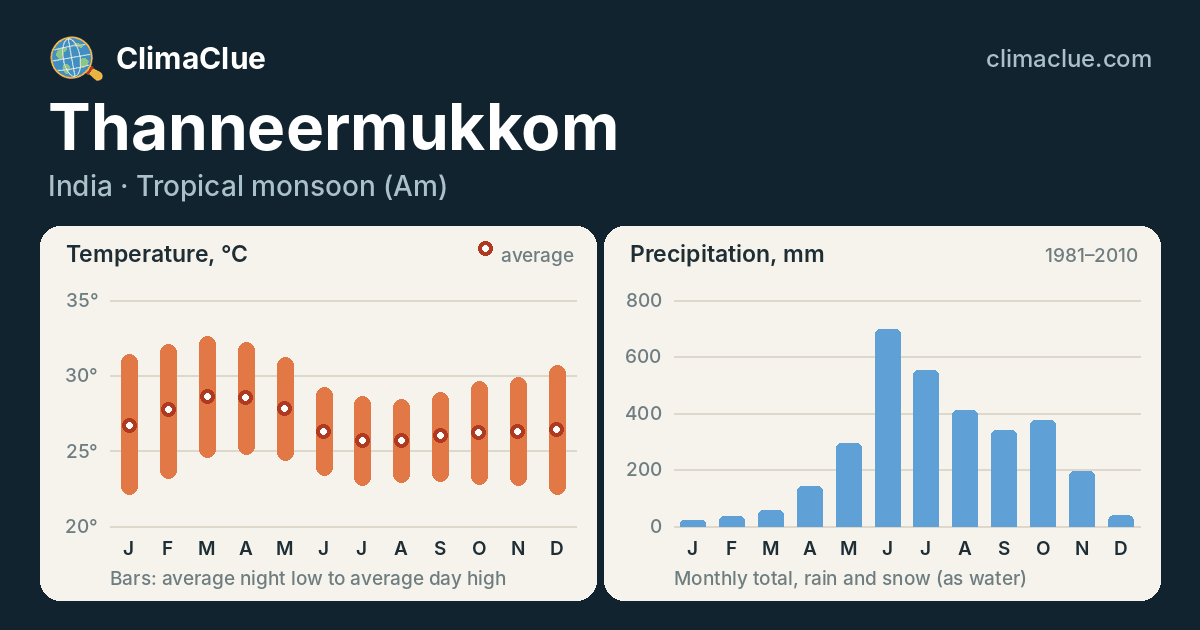 ClimaClue
climaclue.com
Thanneermukkom
India · Tropical monsoon (Am)
Temperature, °C
average
35°
30°
25°
20°
J F M A M J J A S O N D
Bars: average night low to average day high
Precipitation, mm
1981–2010
800
600
400
200
0
J F M A M J J A S O N D
Monthly total, rain and snow (as water)